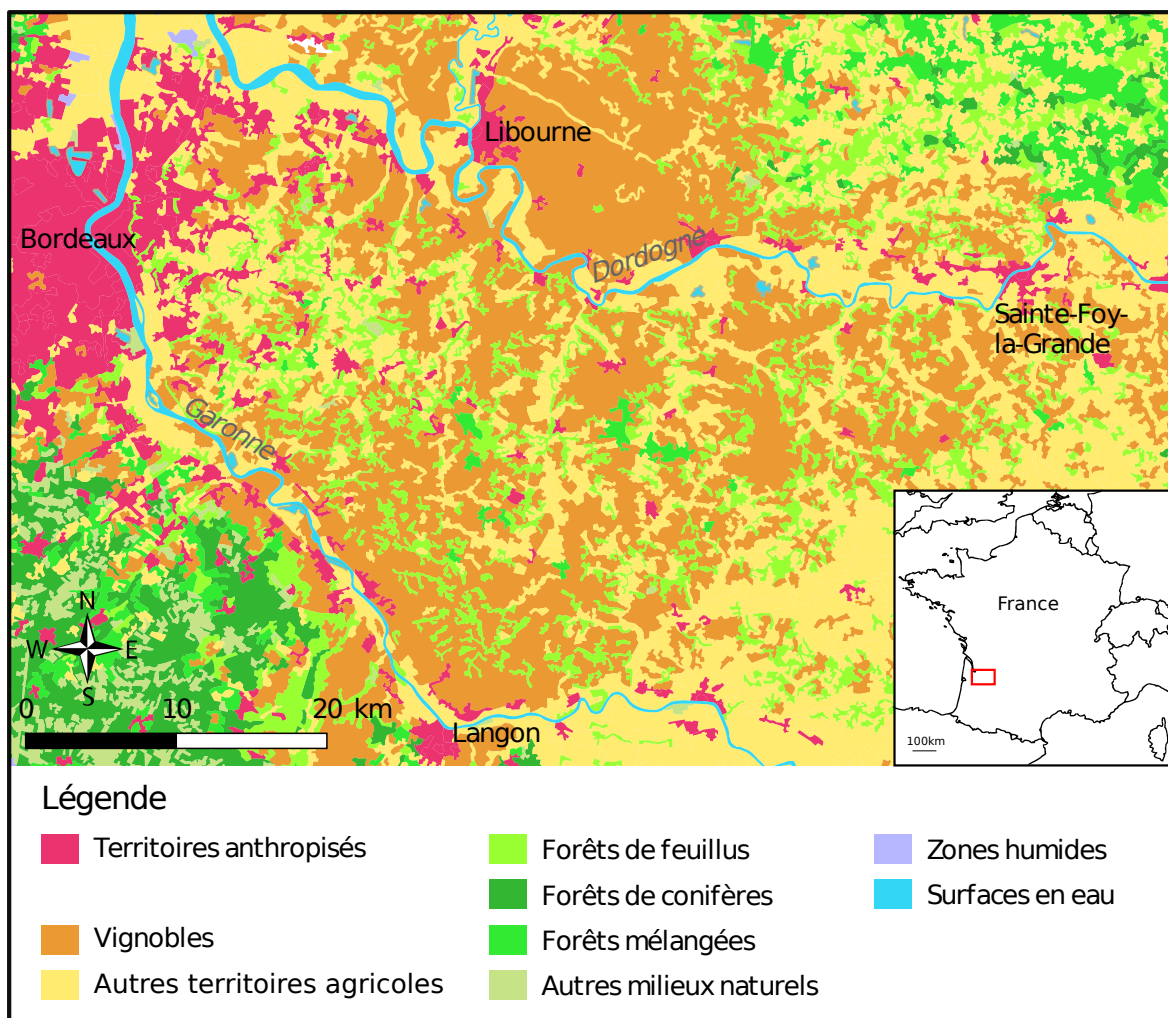 Libourne
Bordeaux
Dordogne
Sainte-Foy-
la-Grande
Garonne
N
W
E
S
0 10 20 km
Langon
France
100km
Légende
Territoires anthropisés
Vignobles
Autres territoires agricoles
Forêts de feuillus
Forêts de conifères
Forêts mélangées
Autres milieux naturels
Zones humides
Surfaces en eau